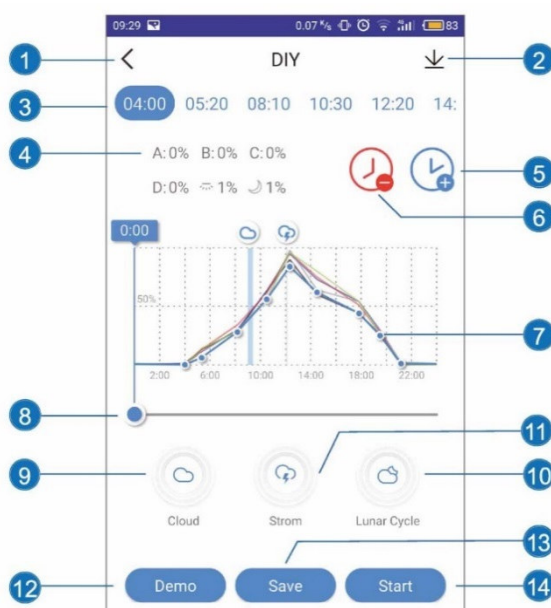 09:29 0.07 K/s 4G 83
1 DIY 2
3 04:00 05:20 08:10 10:30 12:20 14:
4 A:0% B:0% C:0%
D:0% 1% 1% 5
6
0:00
50% 7
2:00 6:00 10:00 14:00 18:00 22:00
8
11
9 10
Cloud Strom Lunar Cycle
13
12 Demo Save Start 14